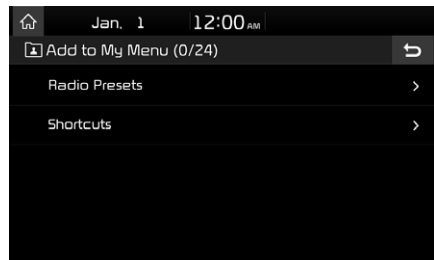 Jan. 1 12:00 AM
Add to My Menu (0/24)
Radio Presets
Shortcuts